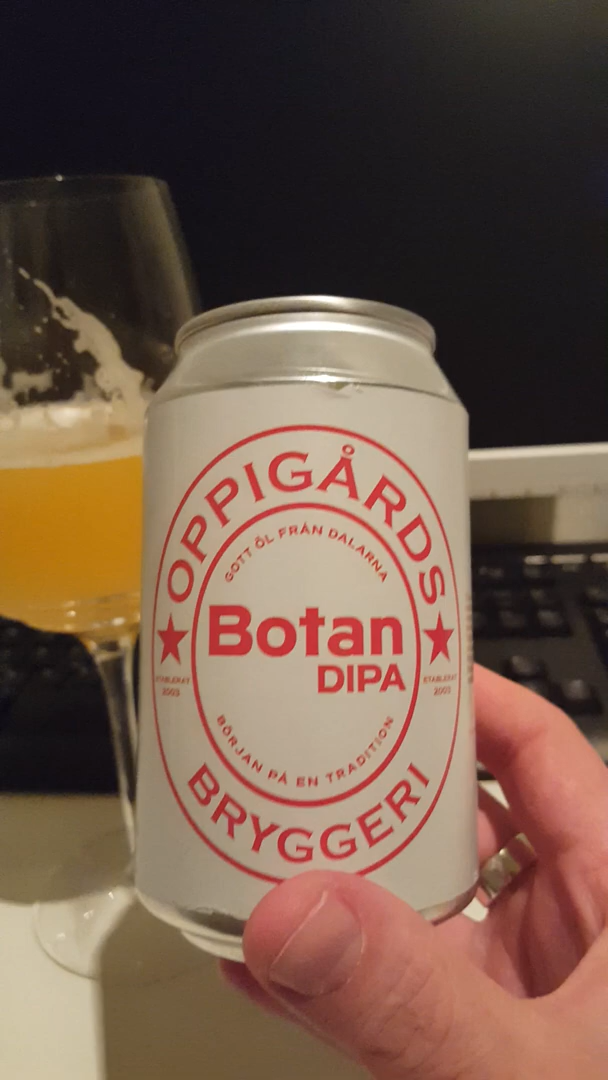 OPPIGÅRDS
GOTT ÖL FRÅN DALARNA
Botan
DIPA
ETABLERAT
2003
ETABLERAT
2003
BÖRJAN PÅ EN TRADITION
BRYGGERI